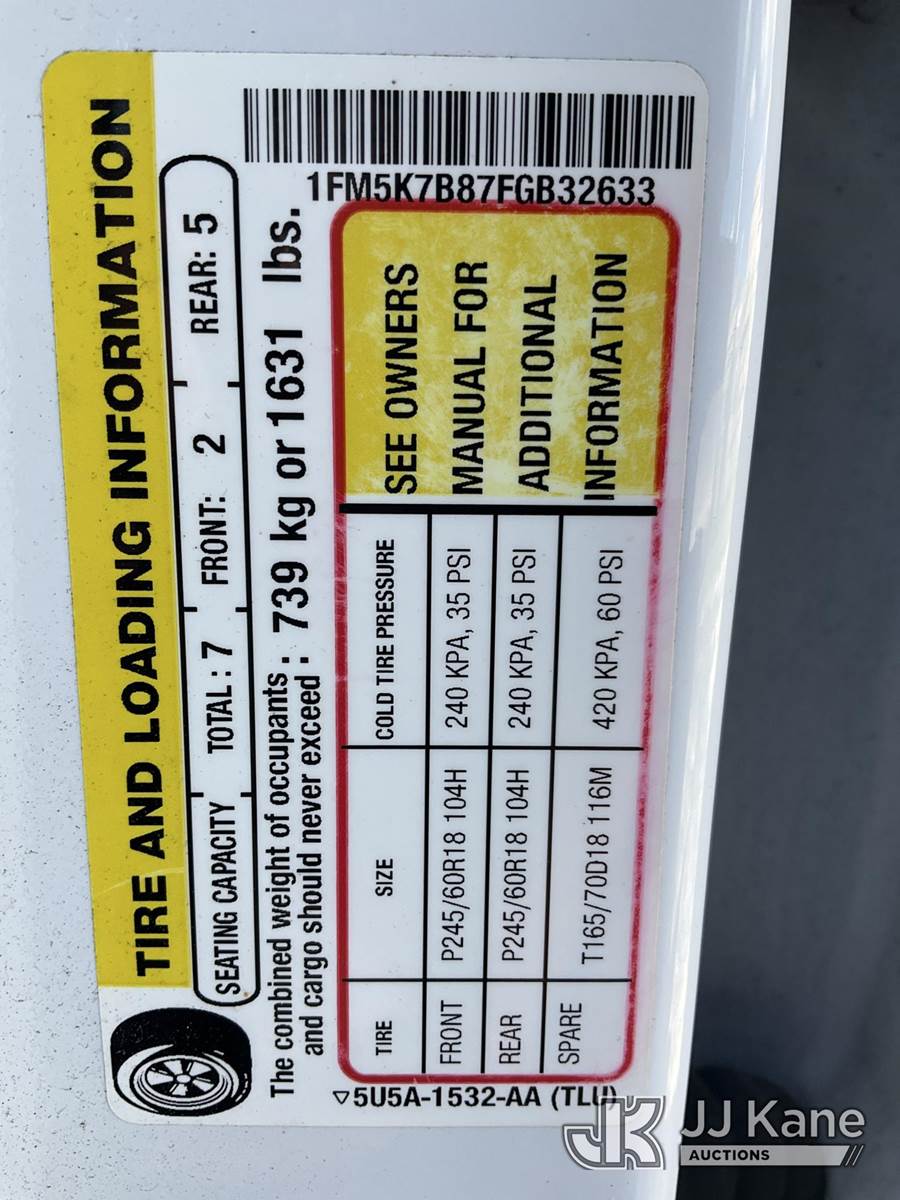 TIRE AND LOADING INFORMATION
SEATING CAPACITY TOTAL: 7 FRONT: 2 REAR: 5
The combined weight of occupants and cargo should never exceed : 739 kg or 1631 lbs.
1FM5K7B87FGB32633
TIRE SIZE COLD TIRE PRESSURE
FRONT P245/60R18 104H 240 KPA, 35 PSI
REAR P245/60R18 104H 240 KPA, 35 PSI
SPARE T165/70D18 116M 420 KPA, 60 PSI
SEE OWNERS
MANUAL FOR
ADDITIONAL
INFORMATION
5U5A-1532-AA (TLU)
JK JJ Kane
AUCTIONS